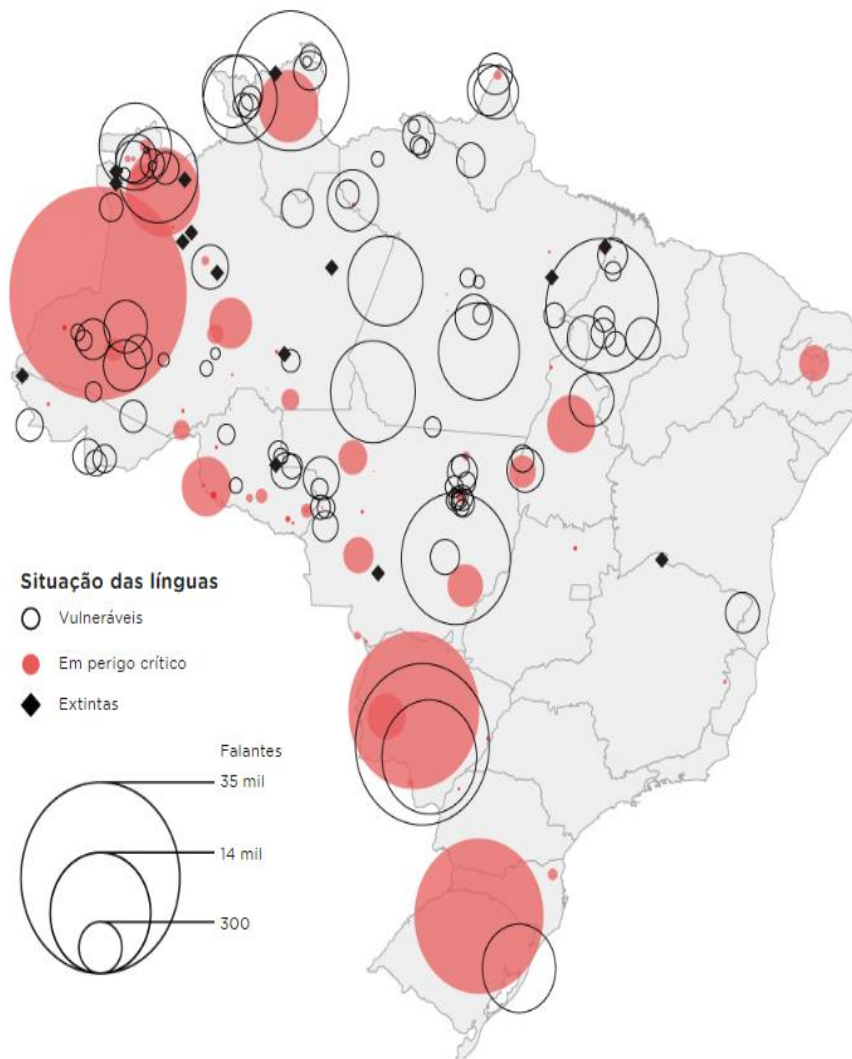 Situação das línguas
Vulneráveis
Em perigo crítico
Extintas
Falantes
35 mil
14 mil
300